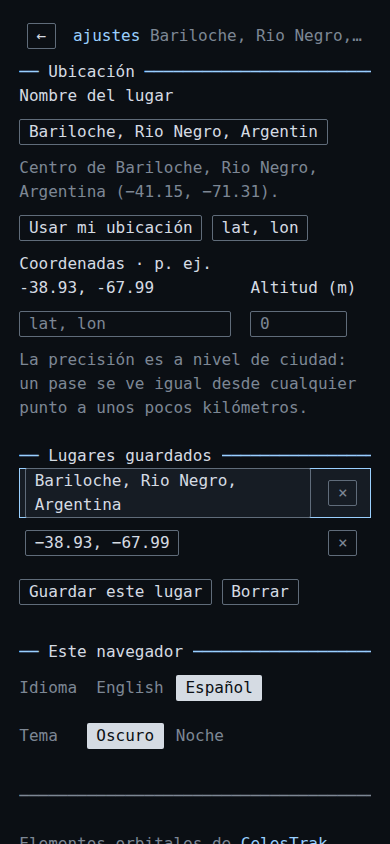 ← ajustes Bariloche, Rio Negro,…
Ubicación
Nombre del lugar
Bariloche, Rio Negro, Argentin
Centro de Bariloche, Rio Negro,
Argentina (−41.15, −71.31).
Usar mi ubicación lat, lon
Coordenadas · p. ej.
-38.93, -67.99 Altitud (m)
lat, lon 0
La precisión es a nivel de ciudad:
un pase se ve igual desde cualquier
punto a unos pocos kilómetros.
Lugares guardados
Bariloche, Rio Negro,
Argentina ×
−38.93, −67.99 ×
Guardar este lugar Borrar
Este navegador
Idioma English Español
Tema Oscuro Noche
Elementos orbitales de CelesTrak